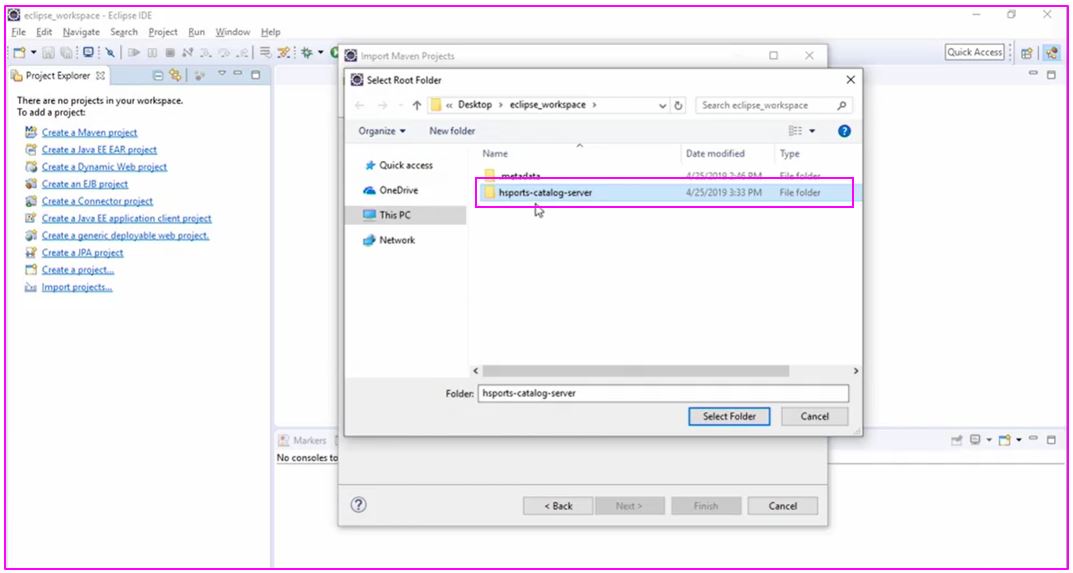 eclipse_workspace - Eclipse IDE
File Edit Navigate Search Project Run Window Help
Quick Access
Project Explorer
There are no projects in your workspace.
To add a project:
Create a Maven project
Create a Java EE EAR project
Create a Dynamic Web project
Create an EJB project
Create a Connector project
Create a Java EE application client project
Create a generic deployable web project.
Create a JPA project
Create a project...
Import projects...
Import Maven Projects
Select Root Folder
« Desktop > eclipse_workspace >
Search eclipse_workspace
Organize New folder
Quick access
OneDrive
This PC
Network
Name Date modified Type
.metadata 4/25/2019 2:46 PM File folder
hsports-catalog-server 4/25/2019 3:33 PM File folder
Folder: hsports-catalog-server
Select Folder Cancel
Markers
No consoles to
< Back Next > Finish Cancel